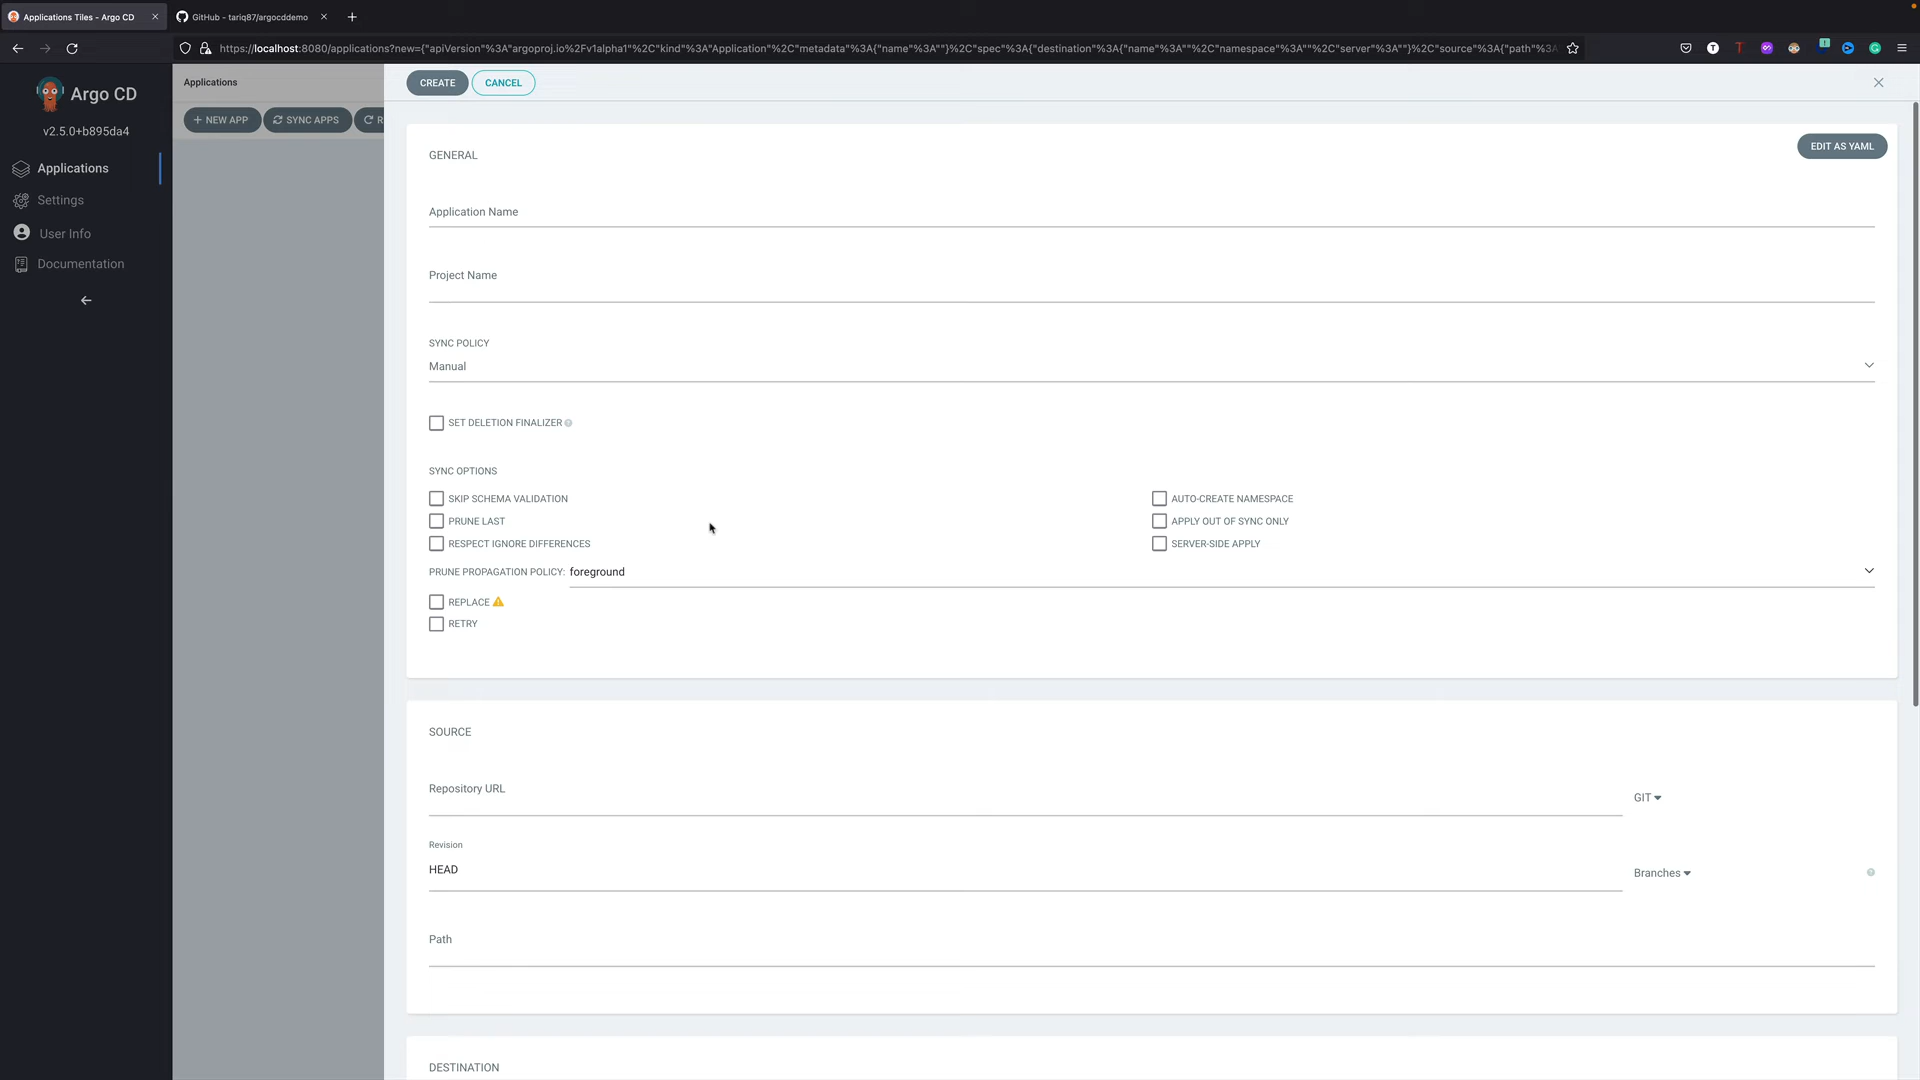 Applications Tiles - Argo CD
GitHub - tariq87/argocddemo
https://localhost:8080/applications?new={"apiVersion"%3A"argoproj.io%2Fv1alpha1"%2C"kind"%3A"Application"%2C"metadata"%3A{"name"%3A""}%2C"spec"%3A{"destination"%3A{"name"%3A""%2C"namespace"%3A""%2C"server"%3A""}%2C"source"%3A{"path"%3A
Argo CD
v2.5.0+b895da4
Applications
Settings
User Info
Documentation
Applications
+ NEW APP
SYNC APPS
R
CREATE
CANCEL
GENERAL
EDIT AS YAML
Application Name
Project Name
SYNC POLICY
Manual
SET DELETION FINALIZER
SYNC OPTIONS
SKIP SCHEMA VALIDATION
AUTO-CREATE NAMESPACE
PRUNE LAST
APPLY OUT OF SYNC ONLY
RESPECT IGNORE DIFFERENCES
SERVER-SIDE APPLY
PRUNE PROPAGATION POLICY: foreground
REPLACE
RETRY
SOURCE
Repository URL
GIT
Revision
HEAD
Branches
Path
DESTINATION